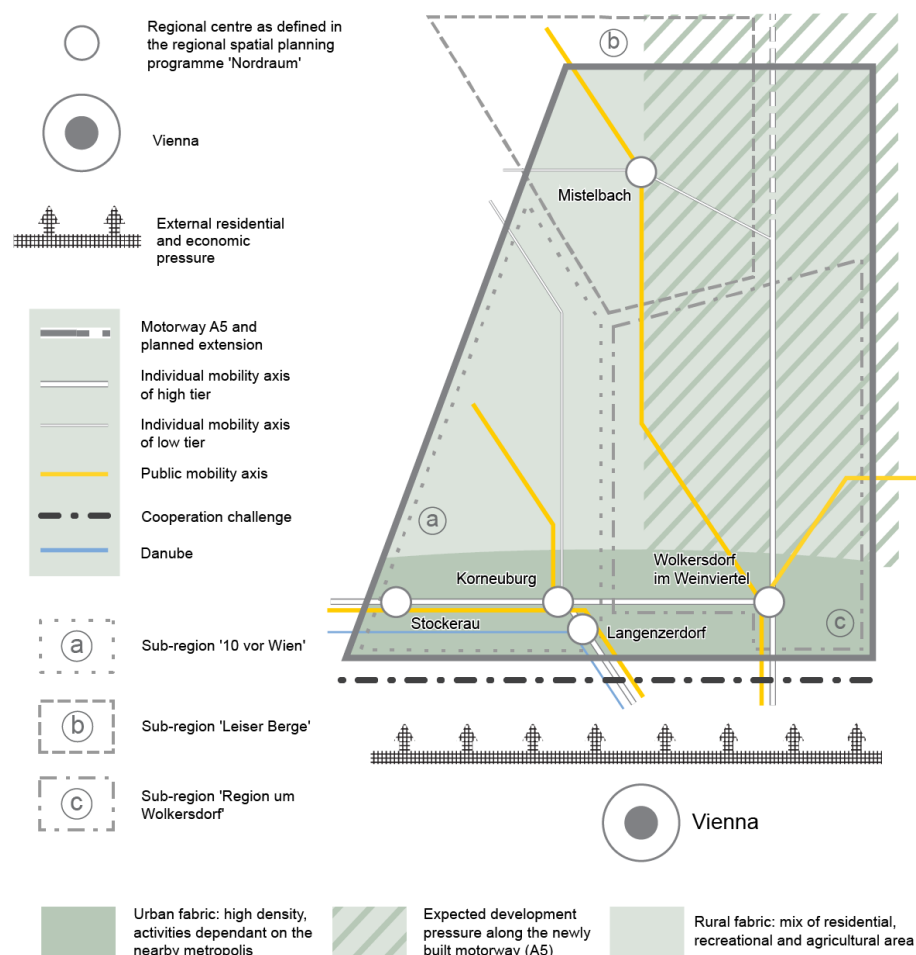 Regional centre as defined in
the regional spatial planning
programme 'Nordraum'
Vienna
External residential
and economic
pressure
Motorway A5 and
planned extension
Individual mobility axis
of high tier
Individual mobility axis
of low tier
Public mobility axis
Cooperation challenge
Danube
a
Sub-region '10 vor Wien'
b
Sub-region 'Leiser Berge'
c
Sub-region 'Region um
Wolkersdorf'
b
Mistelbach
a
Wolkersdorf
im Weinviertel
Korneuburg
Stockerau
Langenzerdorf
c
Vienna
Urban fabric: high density,
activities dependant on the
nearby metropolis
Expected development
pressure along the newly
built motorway (A5)
Rural fabric: mix of residential,
recreational and agricultural area